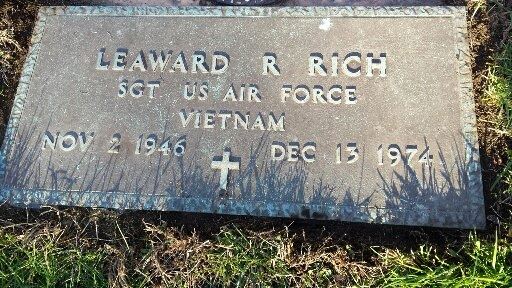 LEAWARD R RICH
SGT US AIR FORCE
VIETNAM
NOV 2 1946 DEC 13 1974